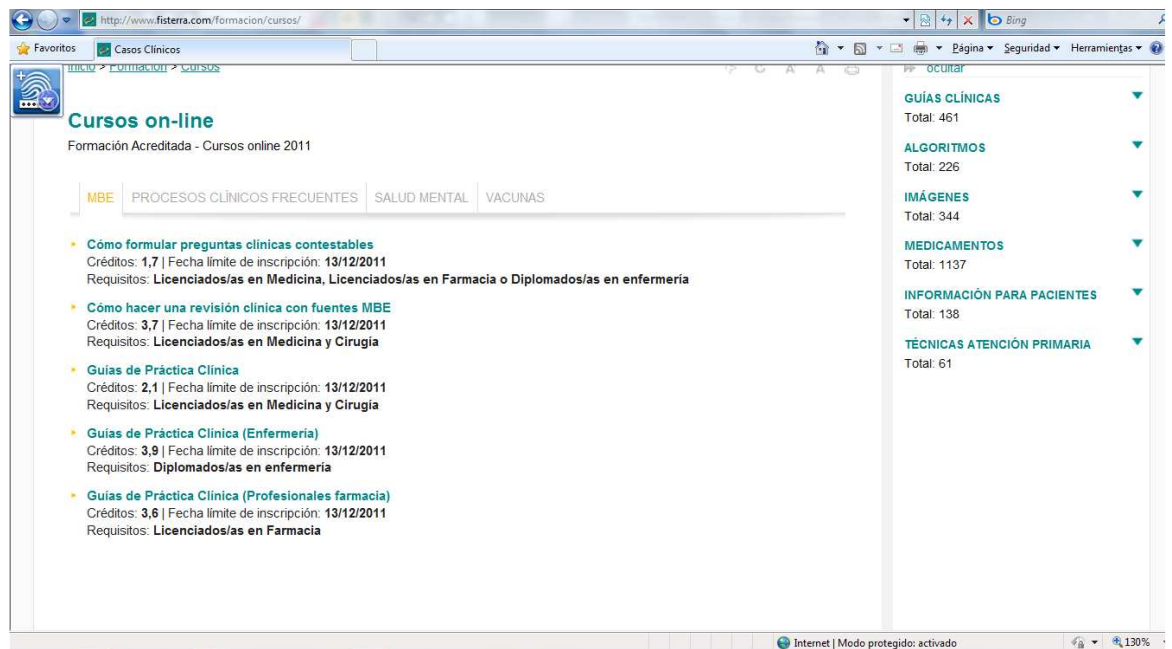 http://www.fisterra.com/formacion/cursos/
Bing
Favoritos
Casos Clínicos
Página
Seguridad
Herramientas
Inicio > Formación > Cursos
ocultar
Cursos on-line
Formación Acreditada - Cursos online 2011
MBE
PROCESOS CLÍNICOS FRECUENTES
SALUD MENTAL
VACUNAS
Cómo formular preguntas clínicas contestables
Créditos: 1,7 | Fecha límite de inscripción: 13/12/2011
Requisitos: Licenciados/as en Medicina, Licenciados/as en Farmacia o Diplomados/as en enfermería
Cómo hacer una revisión clínica con fuentes MBE
Créditos: 3,7 | Fecha límite de inscripción: 13/12/2011
Requisitos: Licenciados/as en Medicina y Cirugía
Guías de Práctica Clínica
Créditos: 2,1 | Fecha límite de inscripción: 13/12/2011
Requisitos: Licenciados/as en Medicina y Cirugía
Guías de Práctica Clínica (Enfermería)
Créditos: 3,9 | Fecha límite de inscripción: 13/12/2011
Requisitos: Diplomados/as en enfermería
Guías de Práctica Clínica (Profesionales farmacia)
Créditos: 3,6 | Fecha límite de inscripción: 13/12/2011
Requisitos: Licenciados/as en Farmacia
GUÍAS CLÍNICAS
Total: 461
ALGORITMOS
Total: 226
IMÁGENES
Total: 344
MEDICAMENTOS
Total: 1137
INFORMACIÓN PARA PACIENTES
Total: 138
TÉCNICAS ATENCIÓN PRIMARIA
Total: 61
Internet | Modo protegido: activado
130%